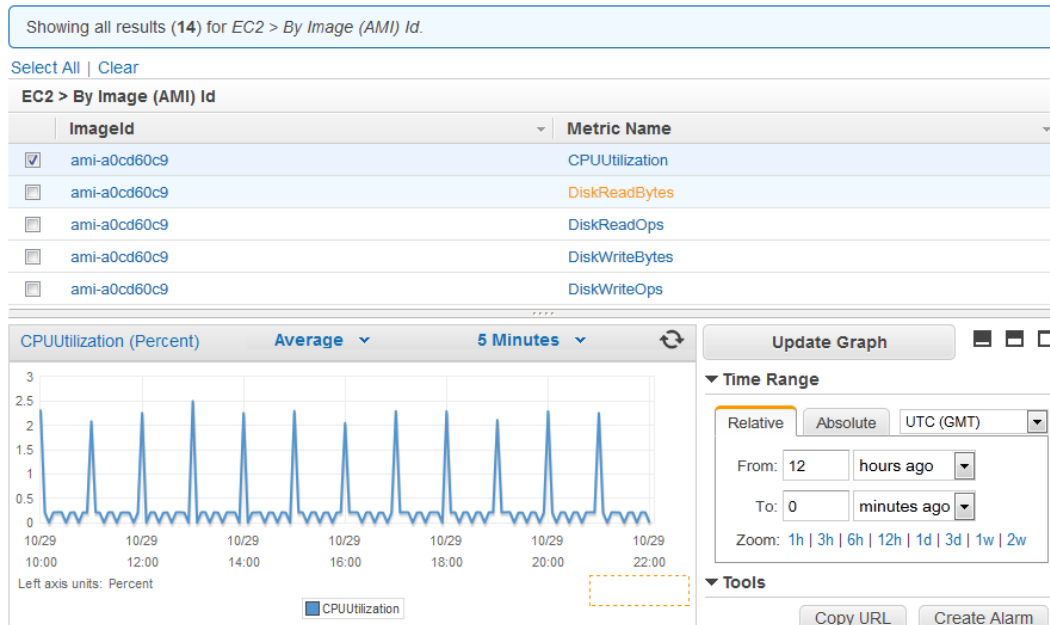 Showing all results (14) for EC2 > By Image (AMI) Id.
Select All | Clear
EC2 > By Image (AMI) Id
ImageId Metric Name
ami-a0cd60c9 CPUUtilization
ami-a0cd60c9 DiskReadBytes
ami-a0cd60c9 DiskReadOps
ami-a0cd60c9 DiskWriteBytes
ami-a0cd60c9 DiskWriteOps
CPUUtilization (Percent) Average 5 Minutes Update Graph
3
2.5
2
1.5
1
0.5
0
10/29 10/29 10/29 10/29 10/29 10/29 10/29
10:00 12:00 14:00 16:00 18:00 20:00 22:00
Left axis units: Percent
CPUUtilization
Time Range
Relative Absolute UTC (GMT)
From: 12 hours ago
To: 0 minutes ago
Zoom: 1h | 3h | 6h | 12h | 1d | 3d | 1w | 2w
Tools
Copy URL Create Alarm